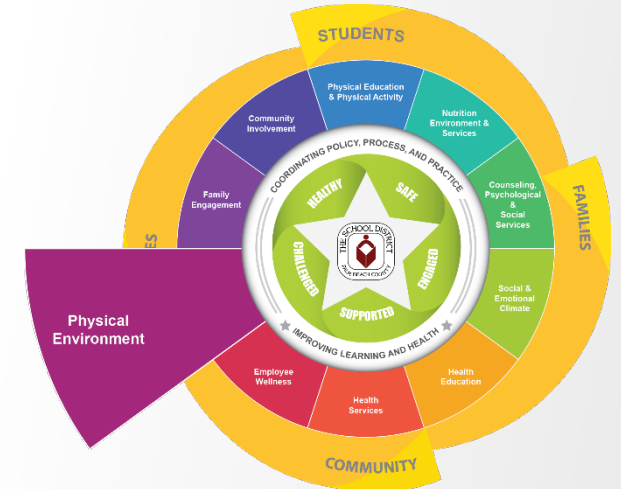 STUDENTS
FAMILIES
COMMUNITY
ES
Physical Education
& Physical Activity
Nutrition
Environment &
Services
Counseling,
Psychological
&
Social
Services
Social &
Emotional
Climate
Health
Education
Health
Services
Employee
Wellness
Physical
Environment
Family
Engagement
Community
Involvement
COORDINATING POLICY, PROCESS, AND PRACTICE
IMPROVING LEARNING AND HEALTH
HEALTHY
SAFE
ENGAGED
SUPPORTED
CHALLENGED
THE SCHOOL DISTRICT
PALM BEACH COUNTY